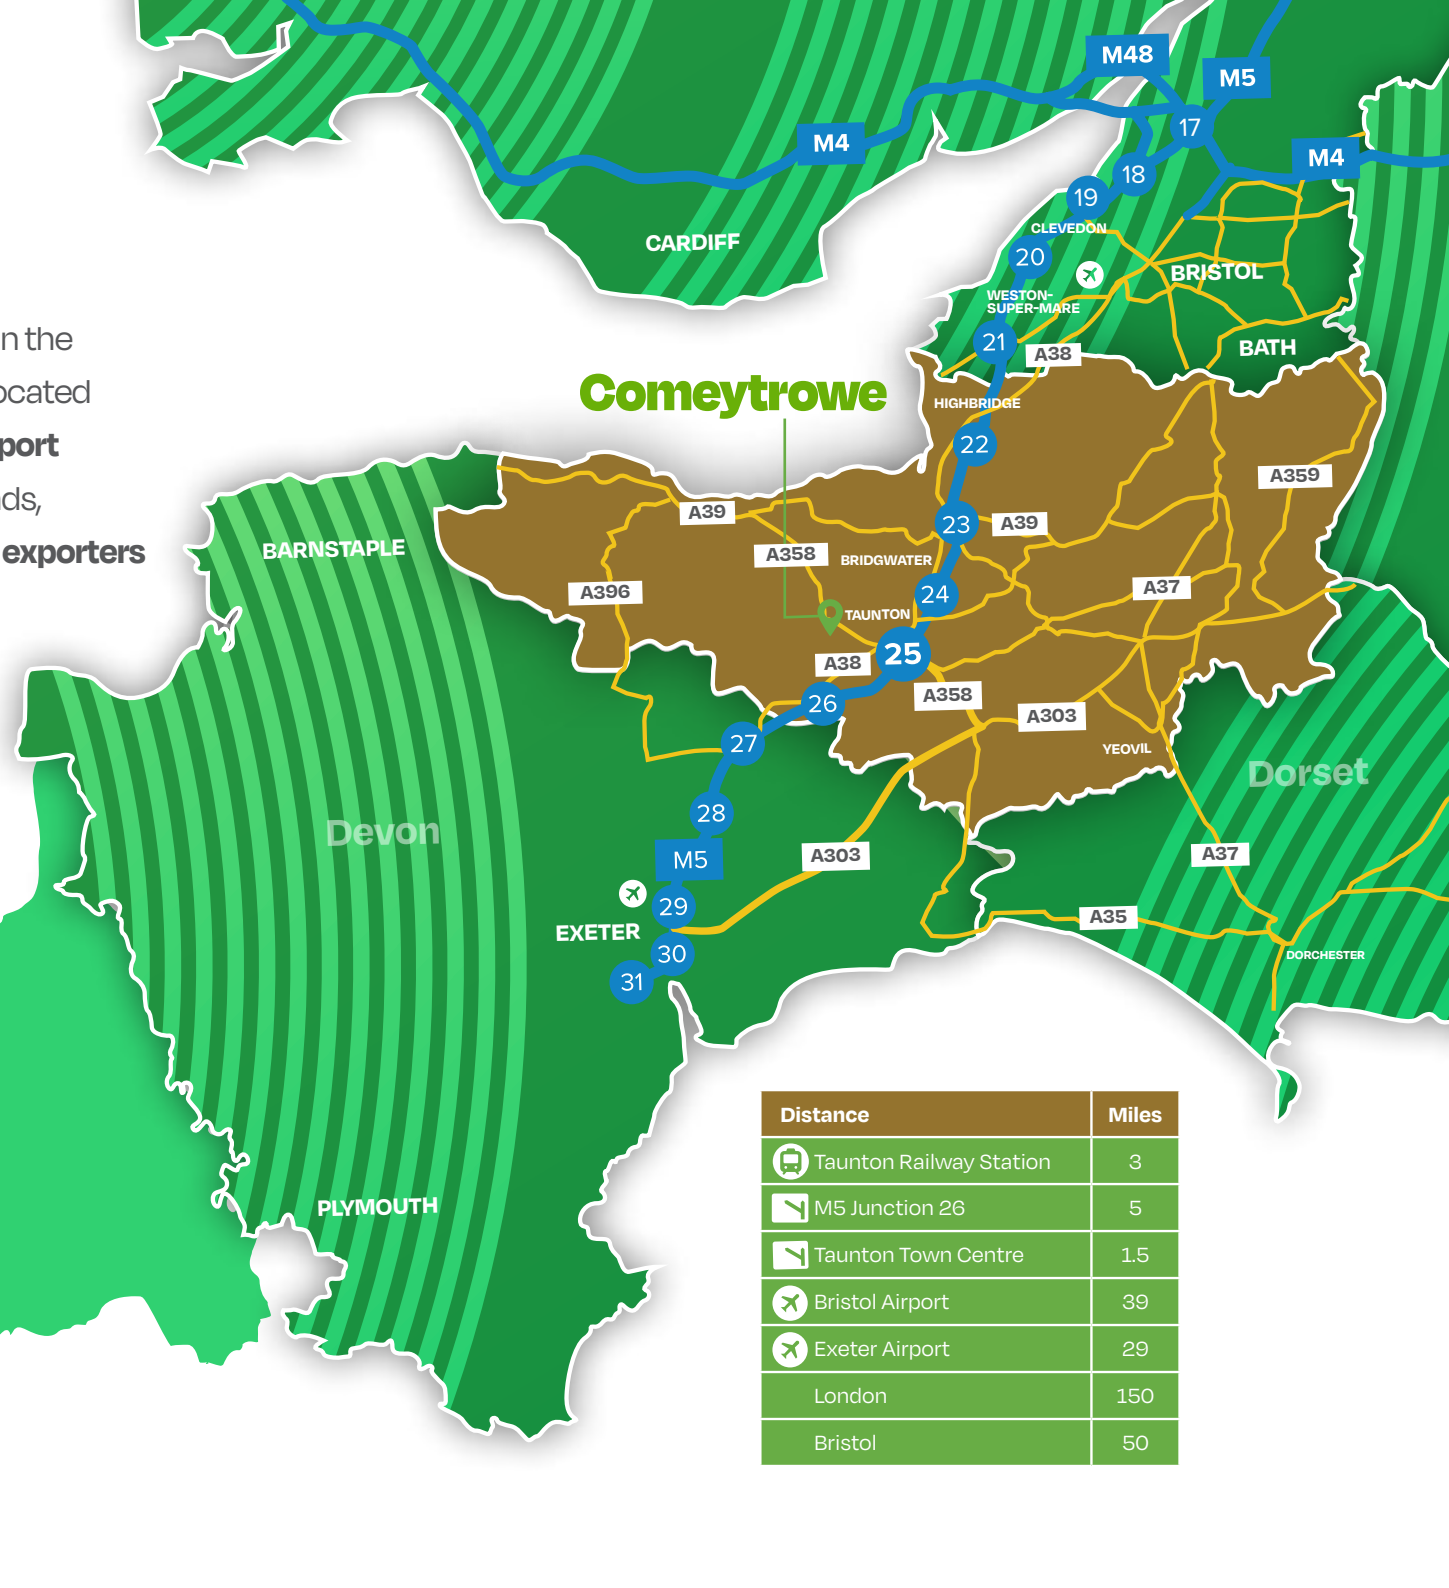 M48
M5
17
M4
M4
18
19
CARDIFF
CLEVEDON
20
BRISTOL
WESTON-
SUPER-MARE
n the
21
A38
BATH
ocated
Comeytrowe
HIGHBRIDGE
port
22
A359
ds,
A39
23
A39
exporters
BARNSTAPLE
A358
BRIDGWATER
A396
24
A37
TAUNTON
25
A38
A358
26
A303
27
YEOVIL
Dorset
28
Devon
M5
A303
A37
29
A35
EXETER
30
DORCHESTER
31
Distance Miles
Taunton Railway Station 3
M5 Junction 26 5
PLYMOUTH
Taunton Town Centre 1.5
Bristol Airport 39
Exeter Airport 29
London 150
Bristol 50